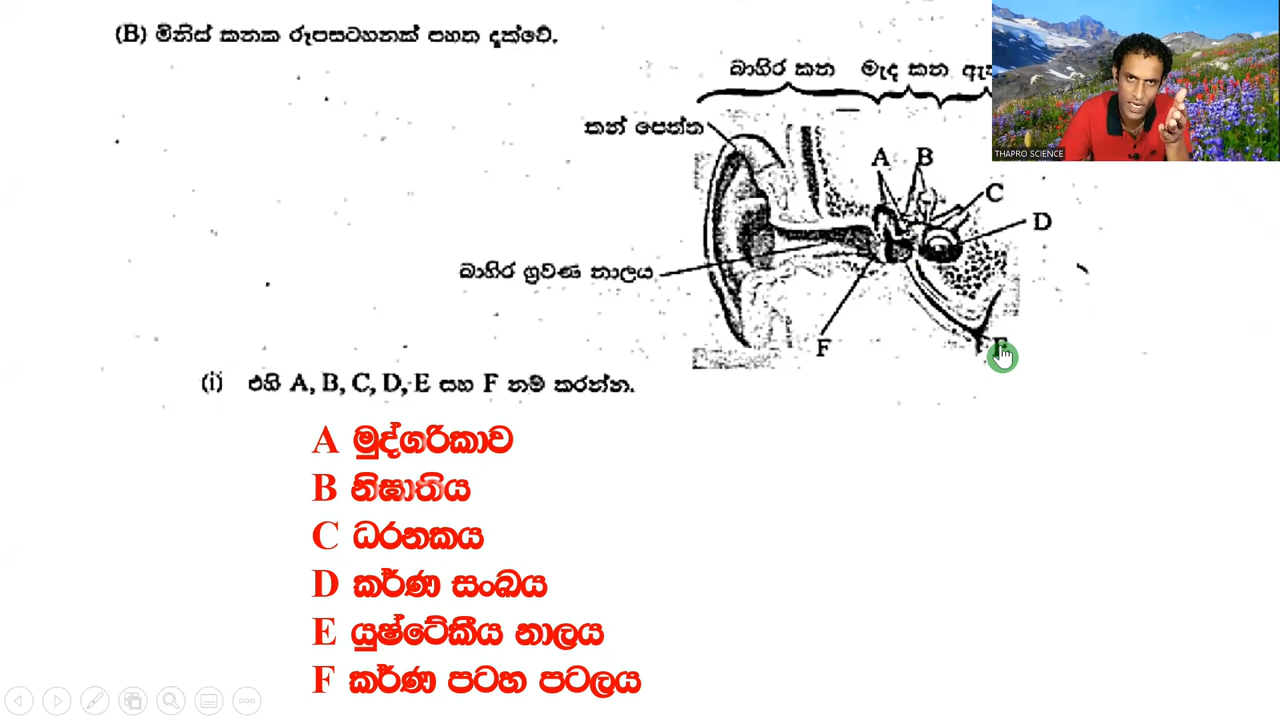 (B) මිනිස් කනක රූපසටහනක් පහත දැක්වේ.
බාහිර කන මැද කන
THAPRO SCIENCE
කන් පෙත්ත
A B
C
D
බාහිර ශ්‍රවණ නාලය
F E
(i) එහි A, B, C, D, E සහ F නම් කරන්න.
A මුද්ගරිකාව
B නිඝාතිය
C ධරනකය
D කර්ණ සංඛය
E යුෂ්ටේකීය නාලය
F කර්ණ පටහ පටලය